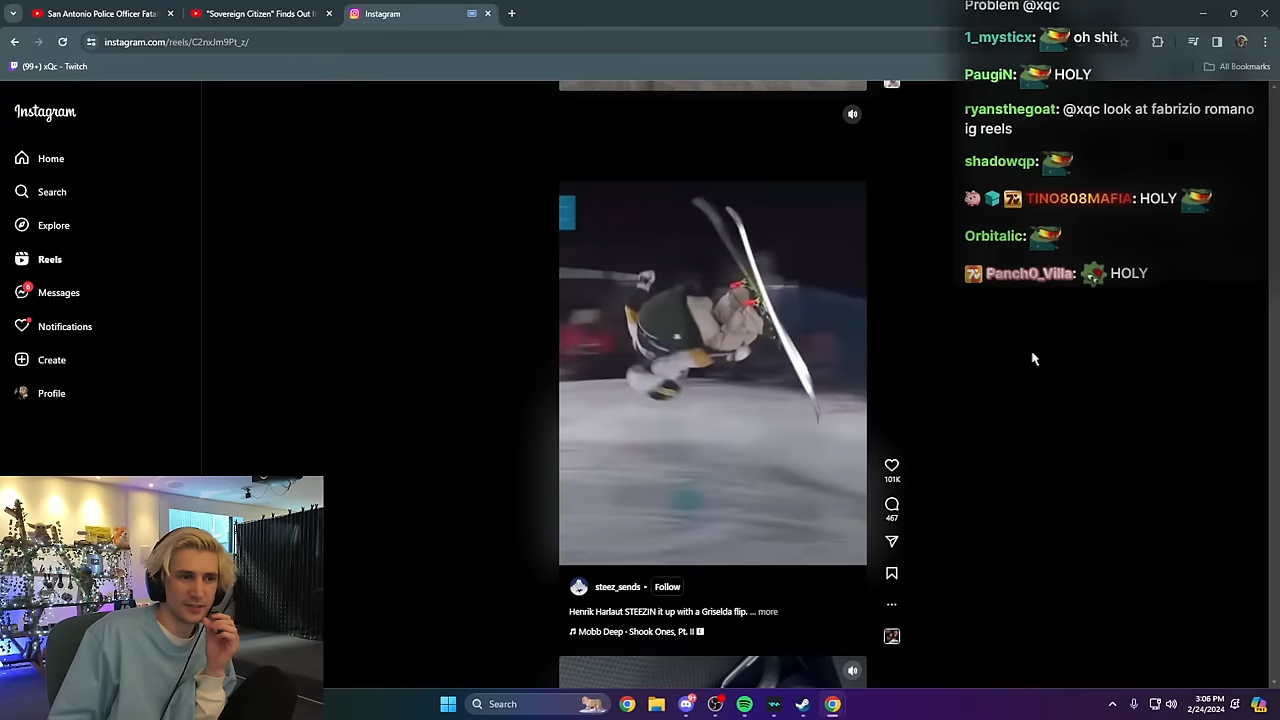 San Antonio Police Officer Fatal
"Sovereign Citizen" Finds Out I
Instagram
instagram.com/reels/C2nxJm9Pt_z/
(99+) xQc - Twitch
All Bookmarks
Instagram
Home
Search
Explore
Reels
6
Messages
Notifications
Create
Profile
Problem @xqc
1_mysticx: oh shit
PaugiN: HOLY
ryansthegoat: @xqc look at fabrizio romano
ig reels
shadowqp:
TINO808MAFIA: HOLY
Orbitalic:
Panch0_Villa: HOLY
101K
467
steez_sends • Follow
Henrik Harlaut STEEZIN it up with a Griselda flip. ... more
Mobb Deep · Shook Ones, Pt. II E
Search
3:06 PM
2/24/2024